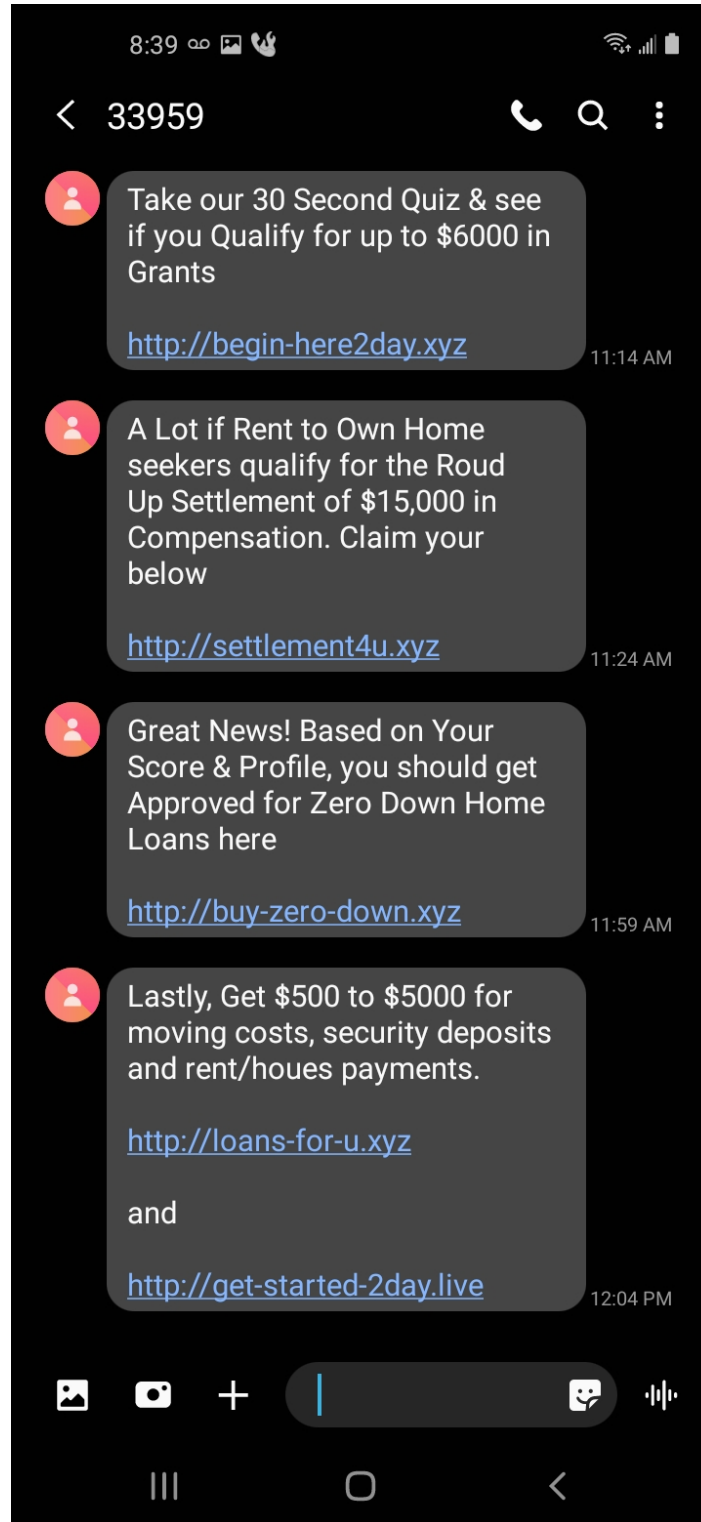 8:39
33959
Take our 30 Second Quiz & see
if you Qualify for up to $6000 in
Grants
http://begin-here2day.xyz
11:14 AM
A Lot if Rent to Own Home
seekers qualify for the Roud
Up Settlement of $15,000 in
Compensation. Claim your
below
http://settlement4u.xyz
11:24 AM
Great News! Based on Your
Score & Profile, you should get
Approved for Zero Down Home
Loans here
http://buy-zero-down.xyz
11:59 AM
Lastly, Get $500 to $5000 for
moving costs, security deposits
and rent/houes payments.
http://loans-for-u.xyz
and
http://get-started-2day.live
12:04 PM